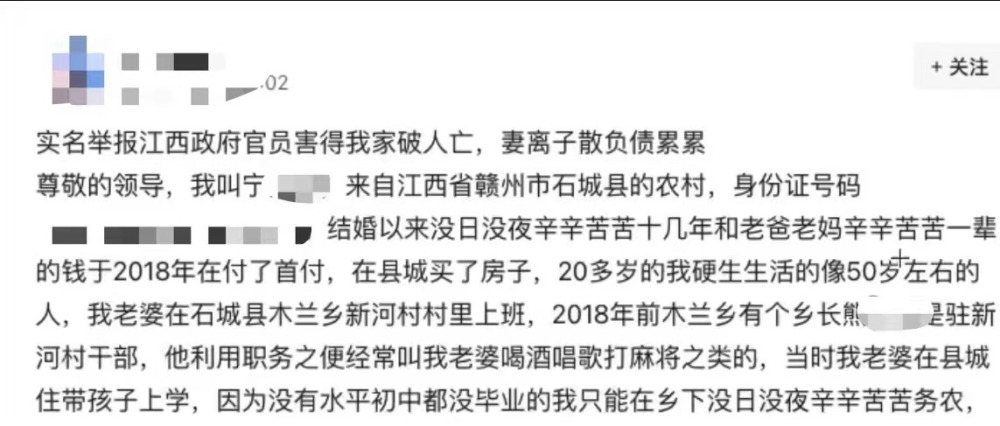 02
+ 关注
实名举报江西政府官员害得我家破人亡，妻离子散负债累累
尊敬的领导，我叫宁 来自江西省赣州市石城县的农村，身份证号码
结婚以来没日没夜辛辛苦苦十几年和老爸老妈辛辛苦苦一辈
的钱于2018年在付了首付，在县城买了房子，20多岁的我硬生生活的像50岁左右的
人，我老婆在石城县木兰乡新河村村里上班，2018年前木兰乡有个乡长熊 是驻新
河村干部，他利用职务之便经常叫我老婆喝酒唱歌打麻将之类的，当时我老婆在县城
住带孩子上学，因为没有水平初中都没毕业的我只能在乡下没日没夜辛辛苦苦务农，